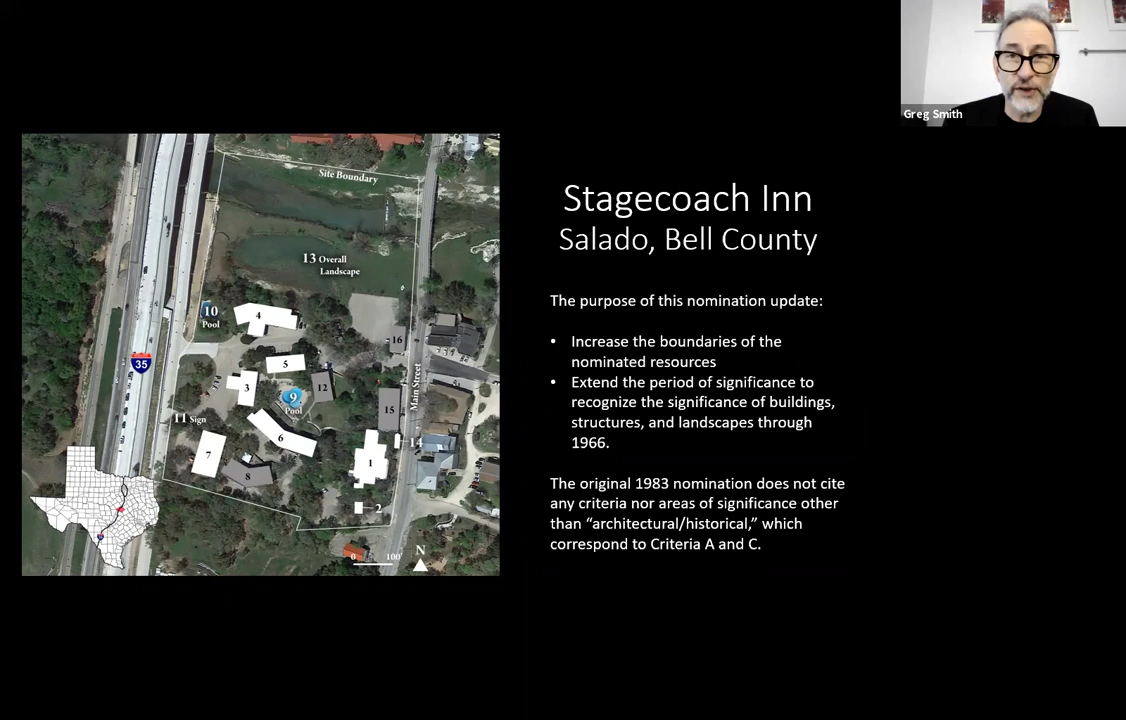 Greg Smith
Stagecoach Inn
Salado, Bell County
The purpose of this nomination update:
• Increase the boundaries of the
nominated resources
• Extend the period of significance to
recognize the significance of buildings,
structures, and landscapes through
1966.
The original 1983 nomination does not cite
any criteria nor areas of significance other
than “architectural/historical,” which
correspond to Criteria A and C.
Site Boundary
13 Overall
Landscape
10
Pool
4
16
35
5
Main Street
3
12
9
Pool
15
11 Sign
6
14
7
1
8
2
N
0 100'